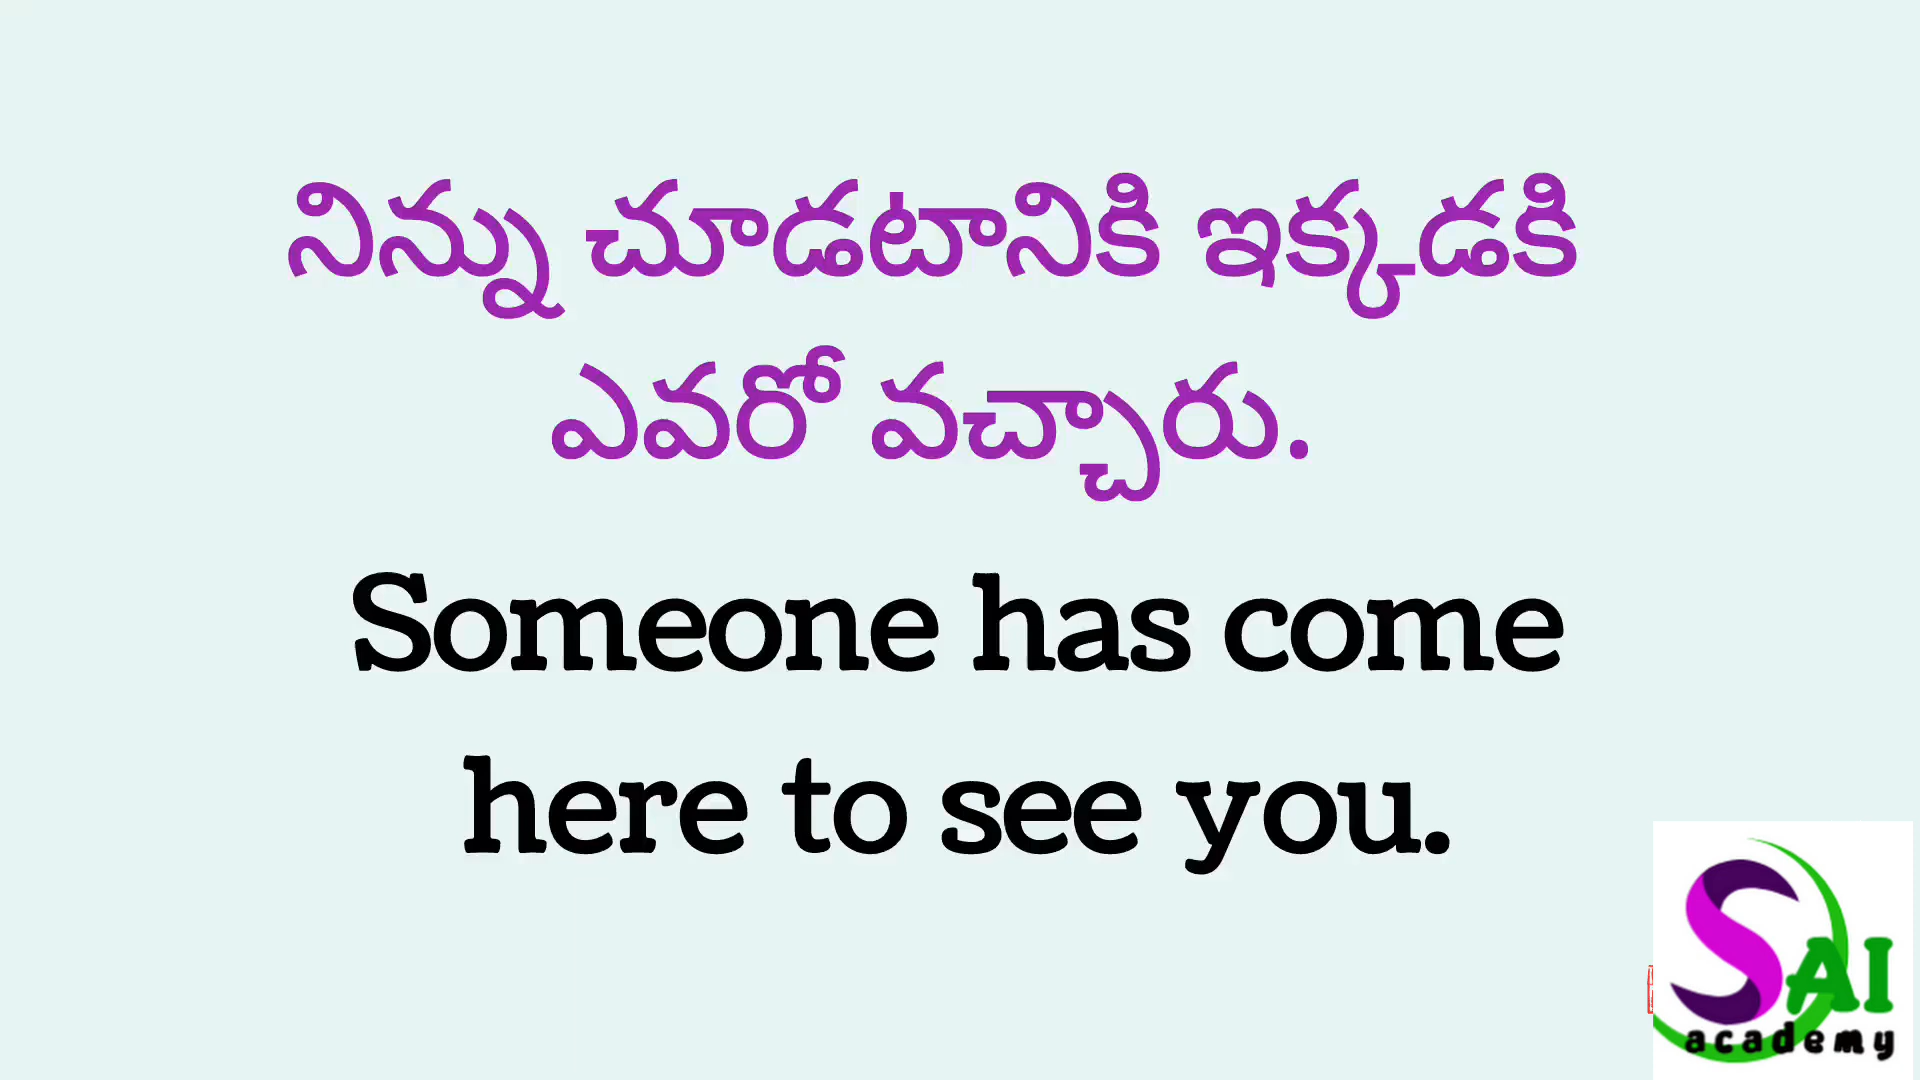 నిన్ను చూడటానికి ఇక్కడకి
ఎవరో వచ్చారు.
Someone has come
here to see you.
SAI
academy